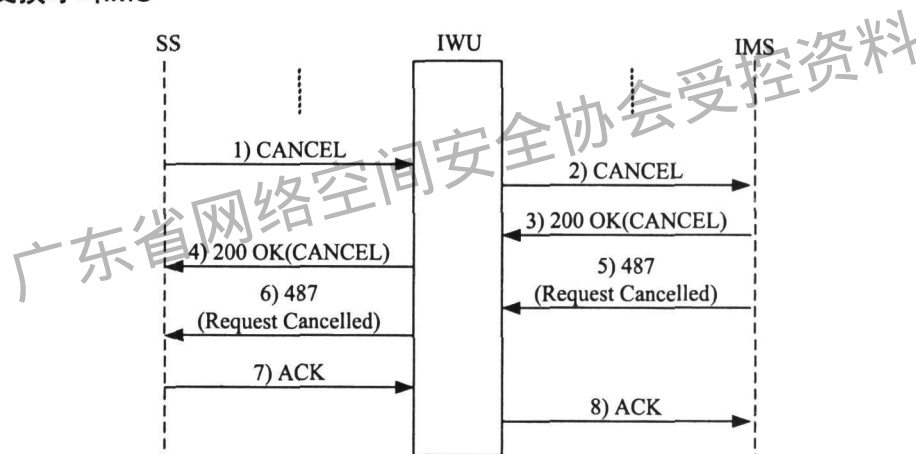 SS IWU IMS
1) CANCEL
2) CANCEL
3) 200 OK(CANCEL)
4) 200 OK(CANCEL)
5) 487
(Request Cancelled)
6) 487
(Request Cancelled)
7) ACK
8) ACK
广东省网络空间安全协会受控资料